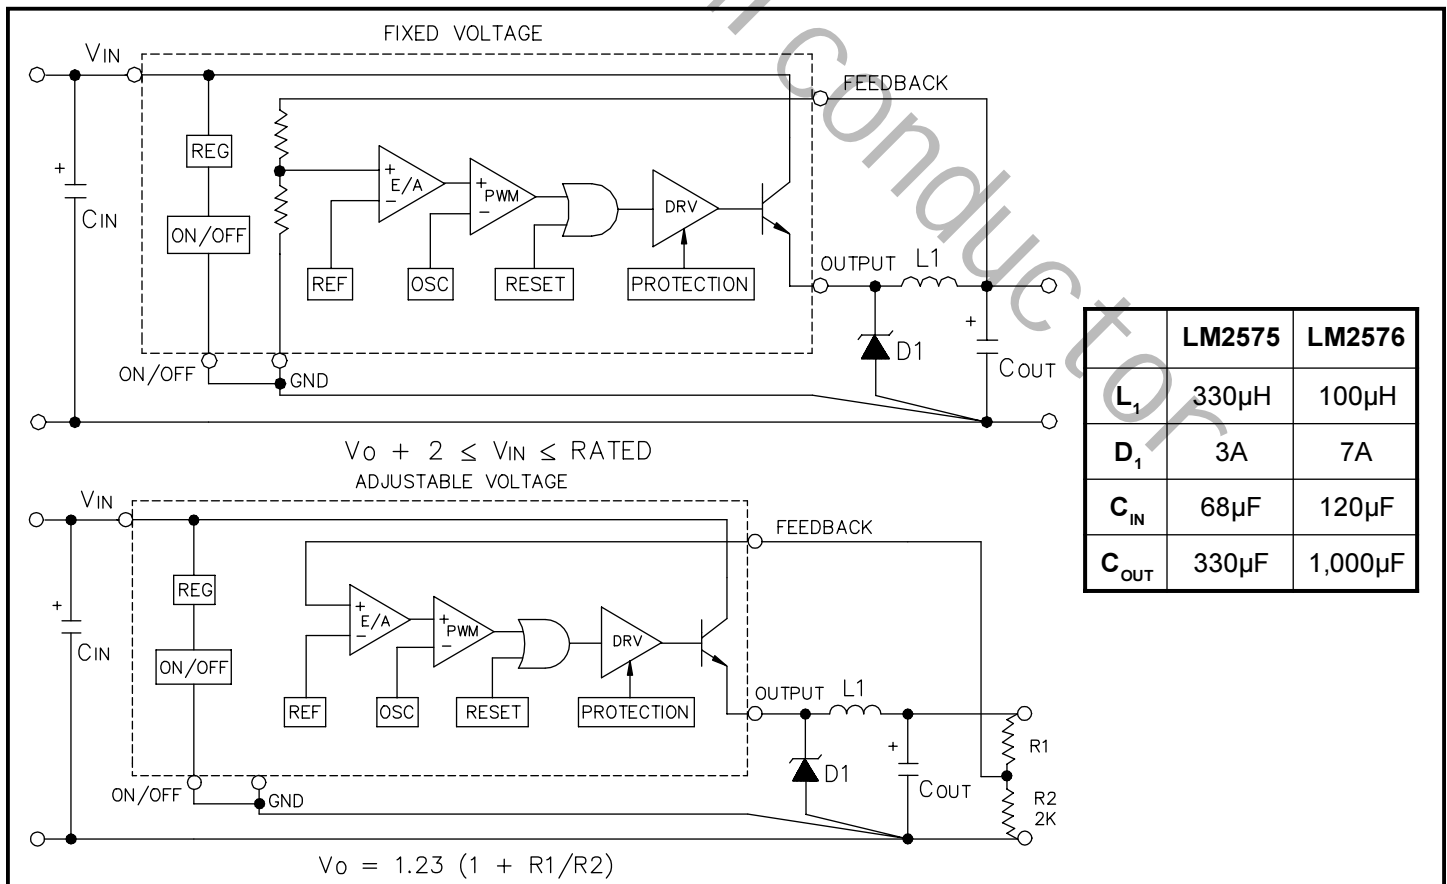 FIXED VOLTAGE
VIN
FEEDBACK
REG
+
E/A
−
+
PWM
−
DRV
+
CIN
ON/OFF
REF
OSC
RESET
PROTECTION
OUTPUT
L1
D1
+
COUT
ON/OFF
GND
VO + 2 ≤ VIN ≤ RATED
ADJUSTABLE VOLTAGE
VIN
FEEDBACK
REG
+
E/A
−
+
PWM
−
DRV
+
CIN
ON/OFF
REF
OSC
RESET
PROTECTION
OUTPUT
L1
R1
D1
+
COUT
R2
2K
ON/OFF
GND
VO = 1.23 (1 + R1/R2)
LM2575 LM2576
L1 330µH 100µH
D1 3A 7A
CIN 68µF 120µF
COUT 330µF 1,000µF
conductor